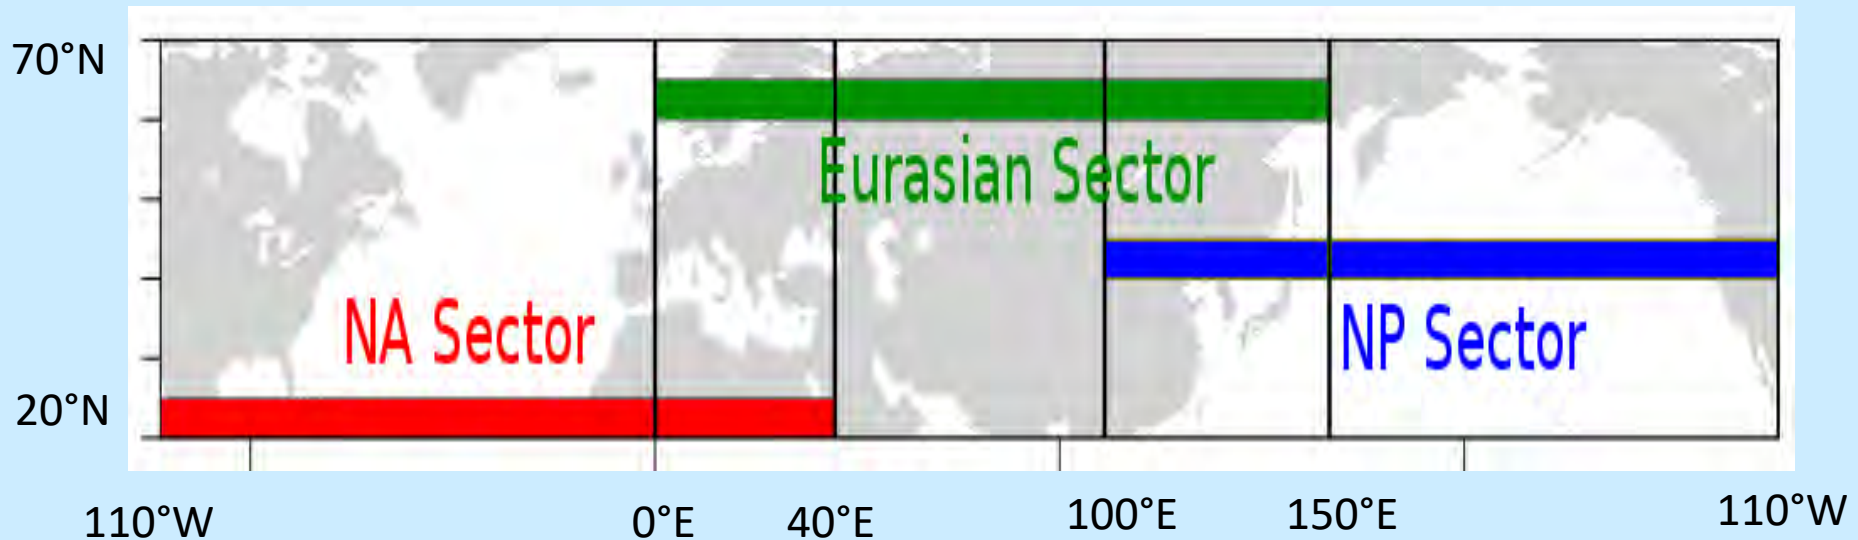 70°N
Eurasian Sector
NA Sector
NP Sector
20°N
110°W
0°E
40°E
100°E
150°E
110°W